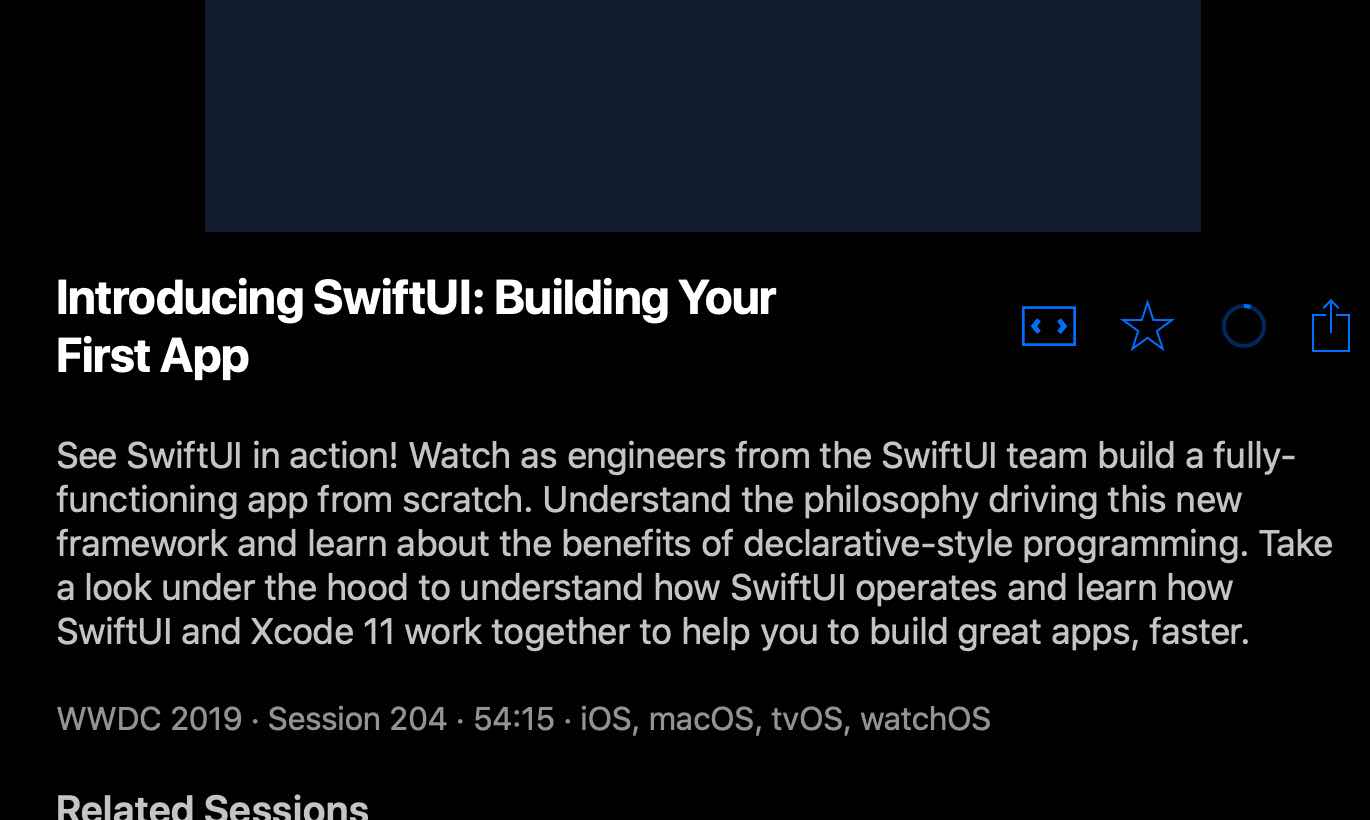 Introducing SwiftUI: Building Your
First App
See SwiftUI in action! Watch as engineers from the SwiftUI team build a fully-
functioning app from scratch. Understand the philosophy driving this new
framework and learn about the benefits of declarative-style programming. Take
a look under the hood to understand how SwiftUI operates and learn how
SwiftUI and Xcode 11 work together to help you to build great apps, faster.
WWDC 2019 · Session 204 · 54:15 · iOS, macOS, tvOS, watchOS
Related Sessions